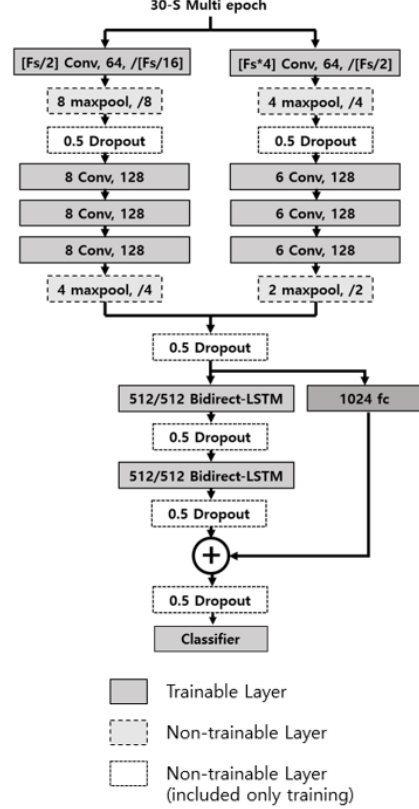 30-S Multi epoch
[Fs/2] Conv, 64, /[Fs/16]
8 maxpool, /8
0.5 Dropout
8 Conv, 128
8 Conv, 128
8 Conv, 128
4 maxpool, /4
[Fs*4] Conv, 64, /[Fs/2]
4 maxpool, /4
0.5 Dropout
6 Conv, 128
6 Conv, 128
6 Conv, 128
2 maxpool, /2
0.5 Dropout
512/512 Bidirect-LSTM
1024 fc
0.5 Dropout
512/512 Bidirect-LSTM
0.5 Dropout
+
0.5 Dropout
Classifier
Trainable Layer
Non-trainable Layer
Non-trainable Layer
(included only training)